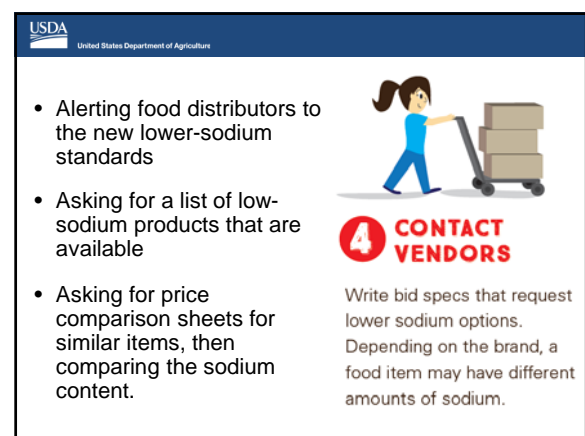 USDA
United States Department of Agriculture
• Alerting food distributors to
the new lower-sodium
standards
• Asking for a list of low-
sodium products that are
available
• Asking for price
comparison sheets for
similar items, then
comparing the sodium
content.
4 CONTACT
VENDORS
Write bid specs that request
lower sodium options.
Depending on the brand, a
food item may have different
amounts of sodium.